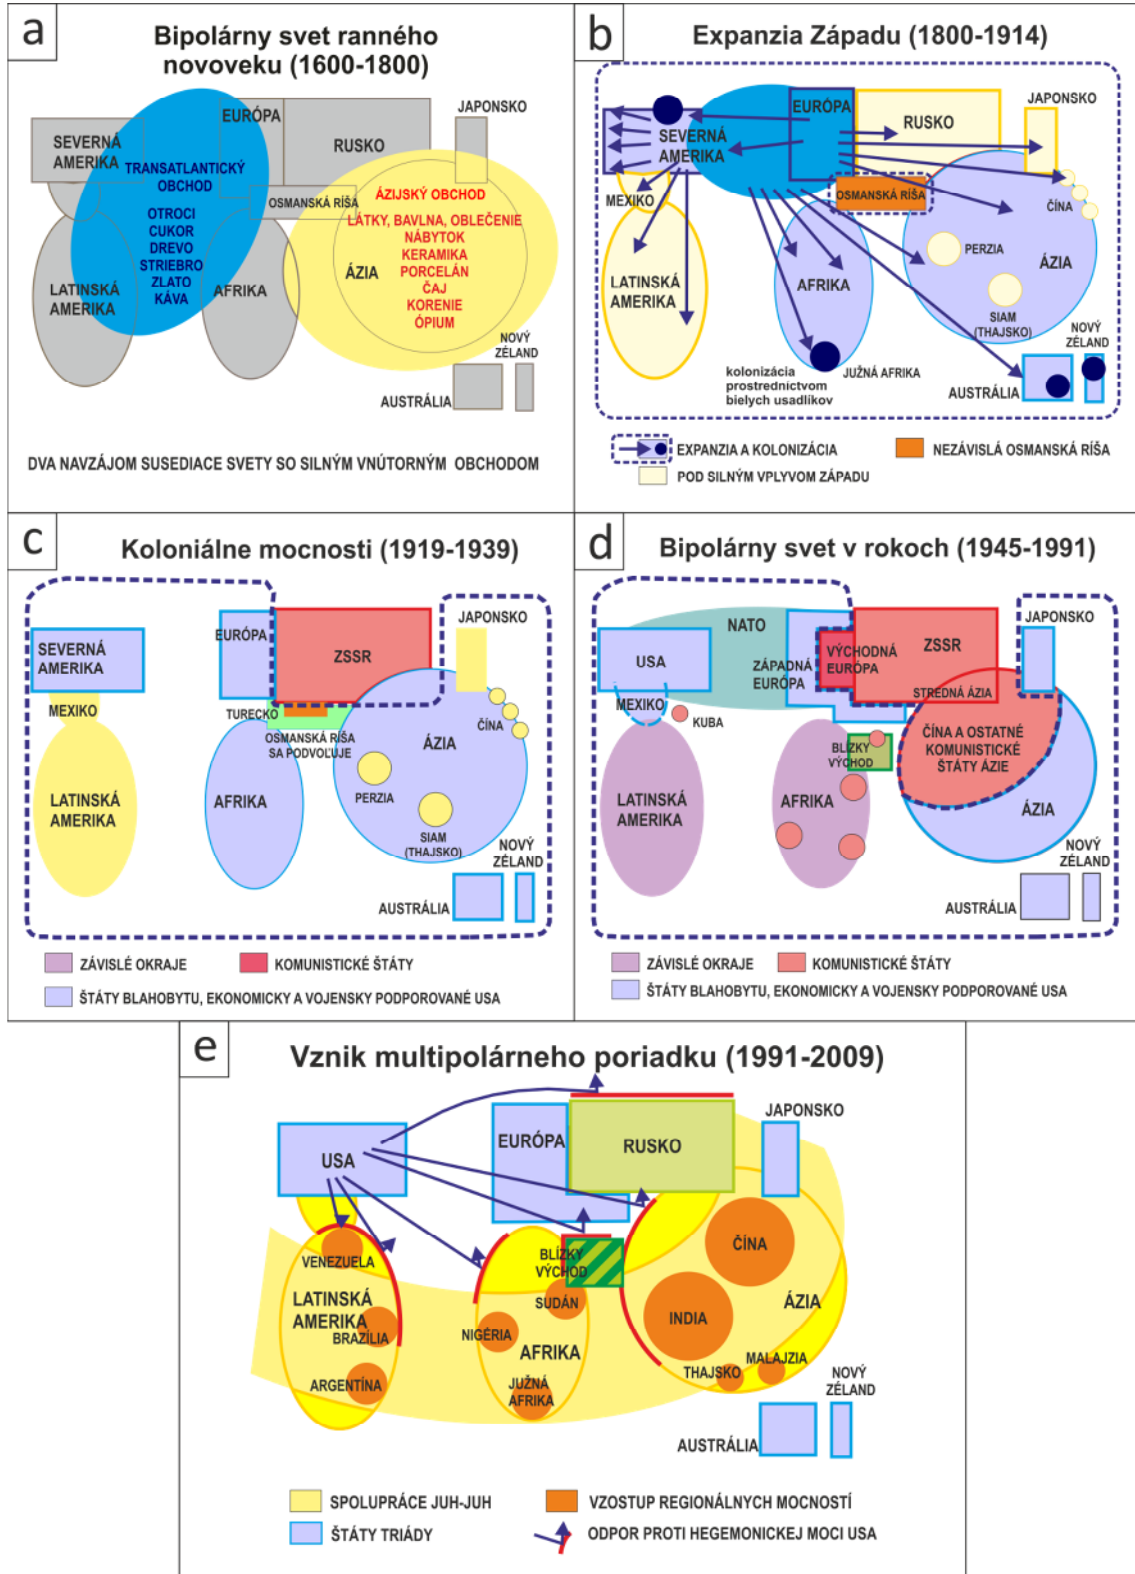 a
Bipolárny svet ranného
novoveku (1600-1800)
EURÓPA
JAPONSKO
SEVERNÁ
AMERIKA
RUSKO
TRANSATLANTICKÝ
OBCHOD
OTROCI
CUKOR
DREVO
STRIEBRO
ZLATO
KÁVA
OSMANSKÁ RÍŠA
ÁZIJSKÝ OBCHOD
LÁTKY, BAVLNA, OBLEČENIE
NÁBYTOK
KERAMIKA
PORCELÁN
ČAJ
KORENIE
ÓPIUM
ÁZIA
LATINSKÁ
AMERIKA
AFRIKA
NOVÝ
ZÉLAND
AUSTRÁLIA
DVA NAVZÁJOM SUSEDIACE SVETY SO SILNÝM VNÚTORNÝM OBCHODOM
b
Expanzia Západu (1800-1914)
EURÓPA
JAPONSKO
SEVERNÁ
AMERIKA
RUSKO
MEXIKO
OSMANSKÁ RÍŠA
ČÍNA
PERZIA
ÁZIA
LATINSKÁ
AMERIKA
AFRIKA
SIAM
(THAJSKO)
NOVÝ
ZÉLAND
kolonizácia
prostredníctvom
bielych usadlíkov
JUŽNÁ AFRIKA
AUSTRÁLIA
EXPANZIA A KOLONIZÁCIA
NEZÁVISLÁ OSMANSKÁ RÍŠA
POD SILNÝM VPLYVOM ZÁPADU
c
Koloniálne mocnosti (1919-1939)
JAPONSKO
EURÓPA
SEVERNÁ
AMERIKA
ZSSR
MEXIKO
TURECKO
OSMANSKÁ RÍŠA
SA PODVOĽUJE
ČÍNA
ÁZIA
PERZIA
LATINSKÁ
AMERIKA
AFRIKA
SIAM
(THAJSKO)
NOVÝ
ZÉLAND
AUSTRÁLIA
ZÁVISLÉ OKRAJE
KOMUNISTICKÉ ŠTÁTY
ŠTÁTY BLAHOBYTU, EKONOMICKY A VOJENSKY PODPOROVANÉ USA
d
Bipolárny svet v rokoch (1945-1991)
JAPONSKO
NATO
USA
ZÁPADNÁ
EURÓPA
VÝCHODNÁ
EURÓPA
ZSSR
STREDNÁ ÁZIA
MEXIKO
KUBA
ČÍNA A OSTATNÉ
KOMUNISTICKÉ
ŠTÁTY ÁZIE
BLÍZKY
VÝCHOD
LATINSKÁ
AMERIKA
AFRIKA
ÁZIA
NOVÝ
ZÉLAND
AUSTRÁLIA
ZÁVISLÉ OKRAJE
KOMUNISTICKÉ ŠTÁTY
ŠTÁTY BLAHOBYTU, EKONOMICKY A VOJENSKY PODPOROVANÉ USA
e
Vznik multipolárneho poriadku (1991-2009)
JAPONSKO
EURÓPA
RUSKO
USA
ČÍNA
VENEZUELA
BLÍZKY
VÝCHOD
LATINSKÁ
AMERIKA
BRAZÍLIA
SUDÁN
NIGÉRIA
AFRIKA
INDIA
ÁZIA
ARGENTÍNA
JUŽNÁ
AFRIKA
THAJSKO
MALAJZIA
NOVÝ
ZÉLAND
AUSTRÁLIA
SPOLUPRÁCE JUH-JUH
VZOSTUP REGIONÁLNYCH MOCNOSTÍ
ŠTÁTY TRIÁDY
ODPOR PROTI HEGEMONICKEJ MOCI USA